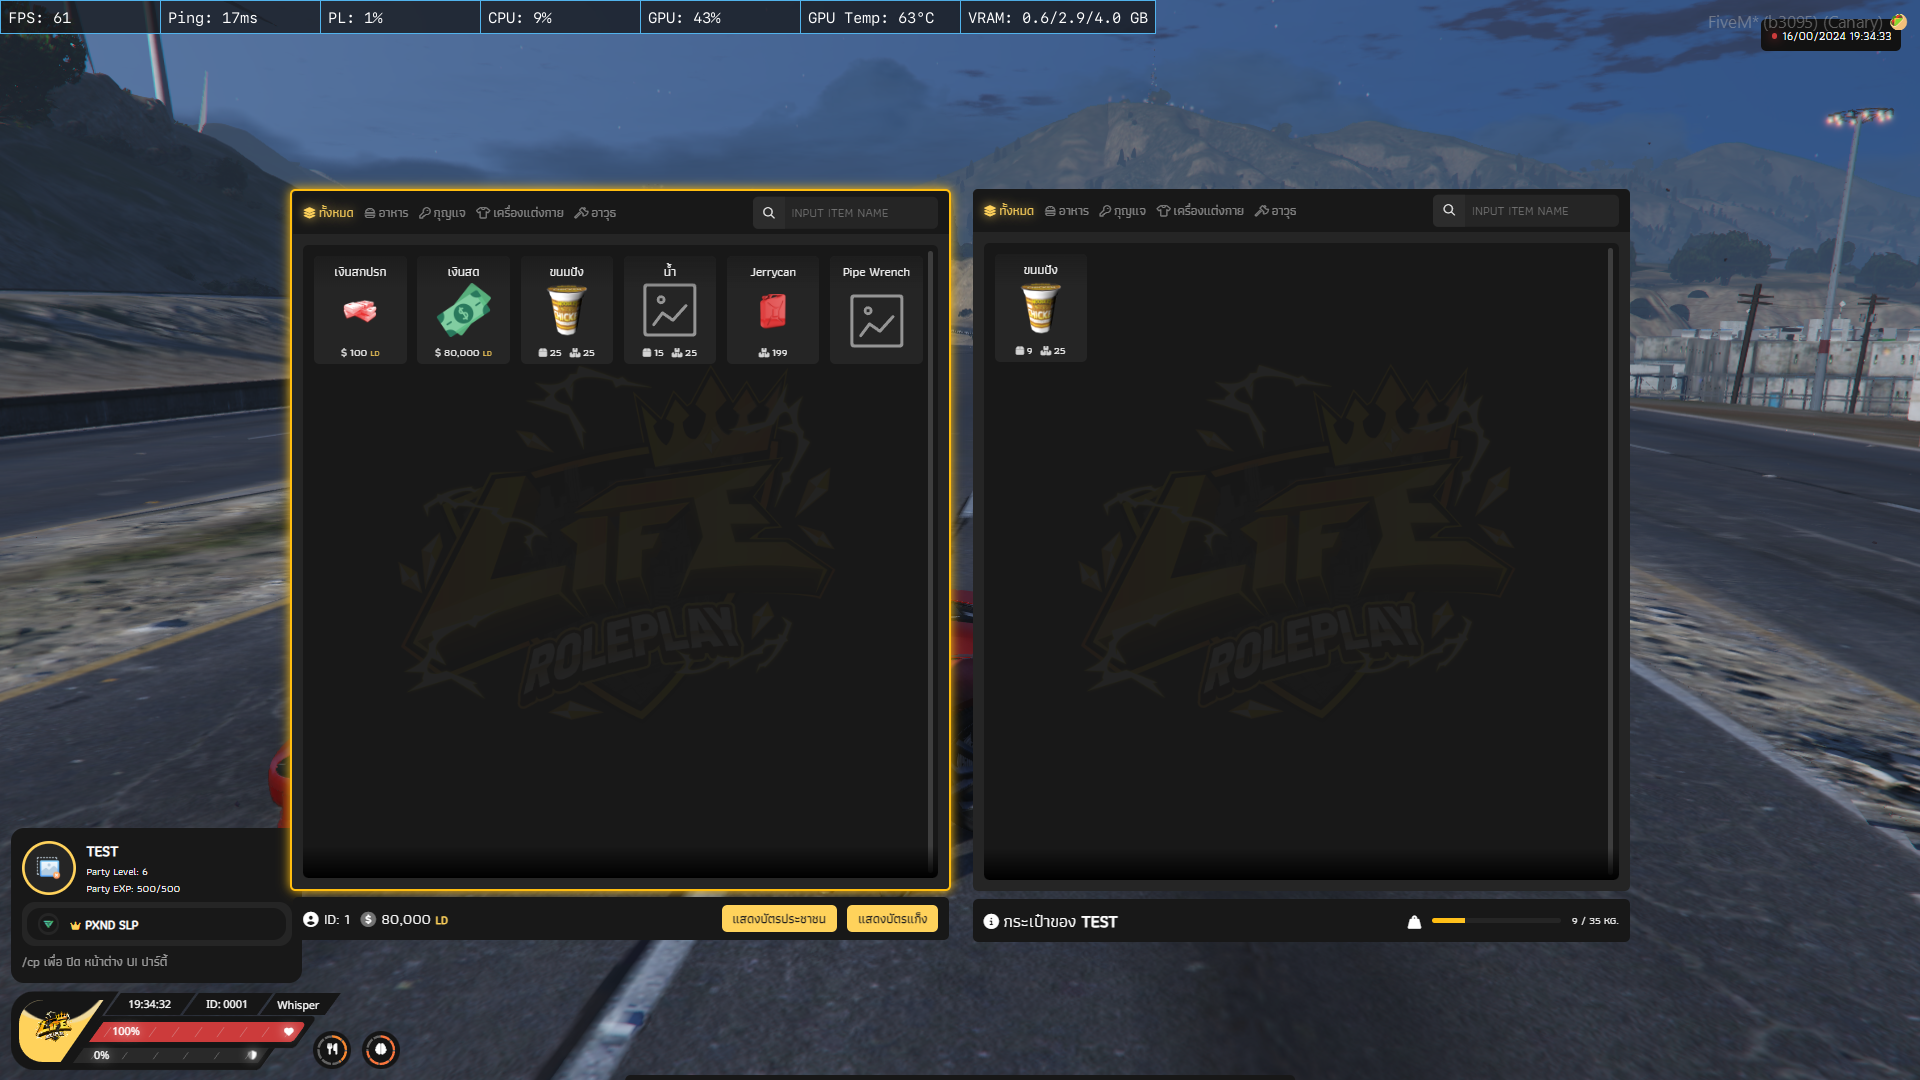 FPS: 61 Ping: 17ms PL: 1% CPU: 9% GPU: 43% GPU Temp: 63°C VRAM: 0.6/2.9/4.0 GB
FiveM* (b3095) (Canary)
16/00/2024 19:34:33
ทั้งหมด อาหาร กุญแจ เครื่องแต่งกาย อาวุธ INPUT ITEM NAME
เงินสกปรก เงินสด ขนมปัง น้ำ Jerrycan Pipe Wrench
$ 100 LD $ 80,000 LD 25 25 15 25 199
LIFE
ROLEPLAY
ID: 1 $ 80,000 LD แสดงบัตรประชาชน แสดงบัตรแก๊ง
ทั้งหมด อาหาร กุญแจ เครื่องแต่งกาย อาวุธ INPUT ITEM NAME
ขนมปัง
9 25
LIFE
ROLEPLAY
กระเป๋าของ TEST 9 / 35 KG.
TEST
Party Level: 6
Party EXP: 500/500
PXND SLP
/cp เพื่อ ปิด หน้าต่าง UI ปาร์ตี้
19:34:32 ID: 0001 Whisper
LIFE
100%
0%